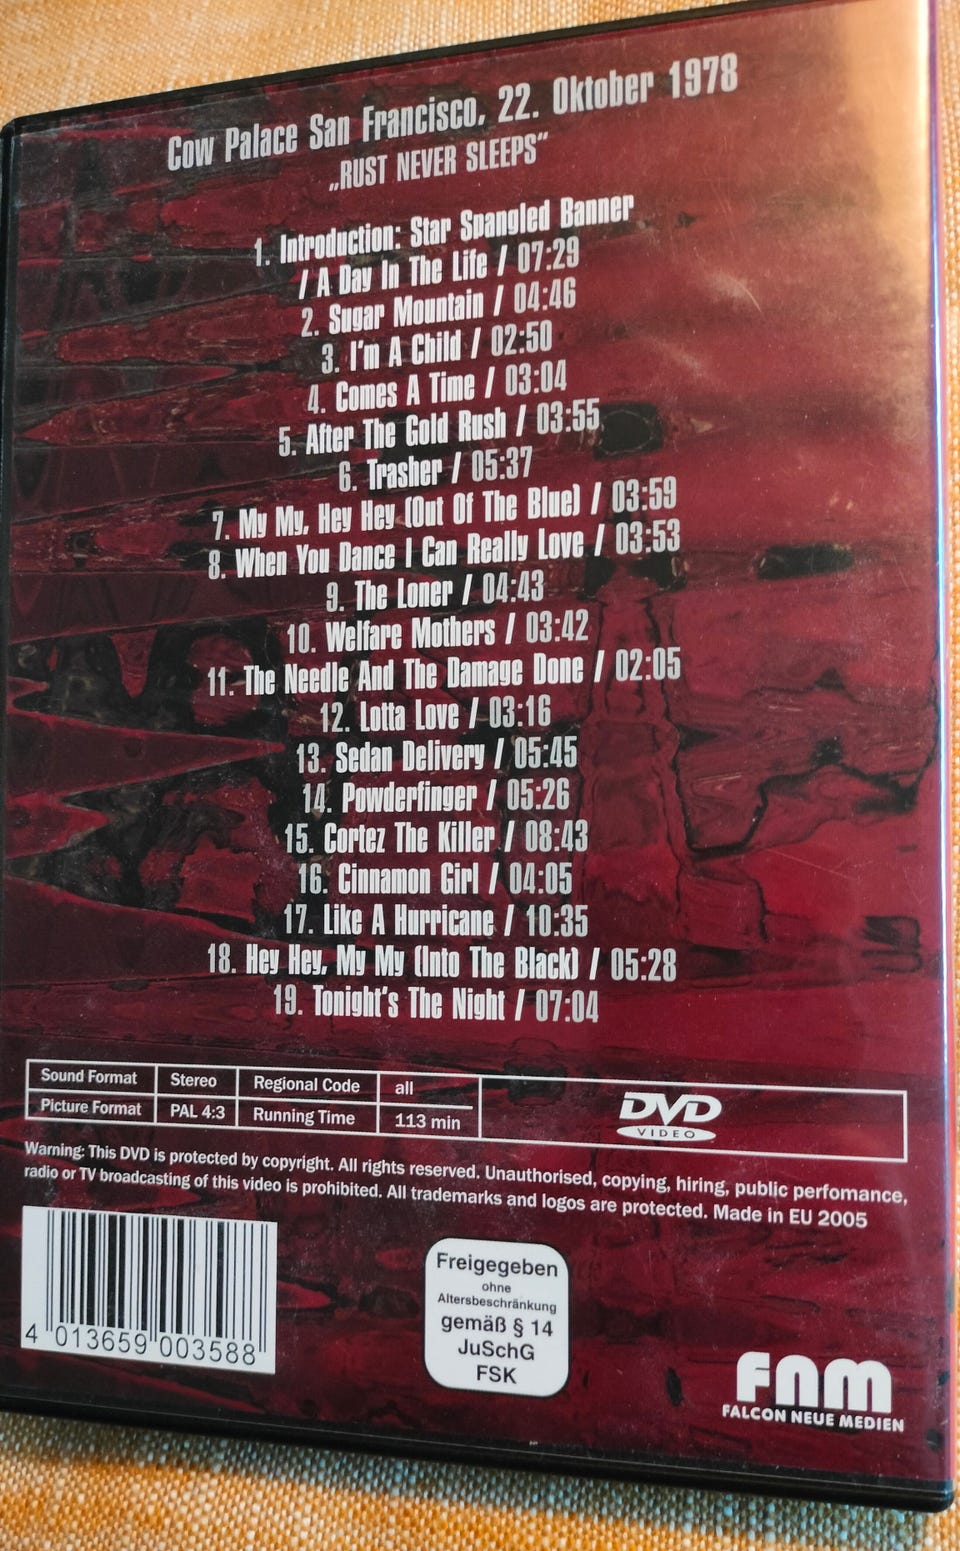 Cow Palace San Francisco, 22. Oktober 1978
„RUST NEVER SLEEPS“
1. Introduction: Star Spangled Banner
/ A Day In The Life / 07:29
2. Sugar Mountain / 04:46
3. I'm A Child / 02:50
4. Comes A Time / 03:04
5. After The Gold Rush / 03:55
6. Trasher / 05:37
7. My My, Hey Hey (Out Of The Blue) / 03:59
8. When You Dance I Can Really Love / 03:53
9. The Loner / 04:43
10. Welfare Mothers / 03:42
11. The Needle And The Damage Done / 02:05
12. Lotta Love / 03:16
13. Sedan Delivery / 05:45
14. Powderfinger / 05:26
15. Cortez The Killer / 08:43
16. Cinnamon Girl / 04:05
17. Like A Hurricane / 10:35
18. Hey Hey, My My (Into The Black) / 05:28
19. Tonight's The Night / 07:04
Sound Format Stereo Regional Code all
Picture Format PAL 4:3 Running Time 113 min
DVD
VIDEO
Warning: This DVD is protected by copyright. All rights reserved. Unauthorised, copying, hiring, public perfomance,
radio or TV broadcasting of this video is prohibited. All trademarks and logos are protected. Made in EU 2005
4 013659 003588
Freigegeben
ohne
Altersbeschränkung
gemäß § 14
JuSchG
FSK
fnm
FALCON NEUE MEDIEN